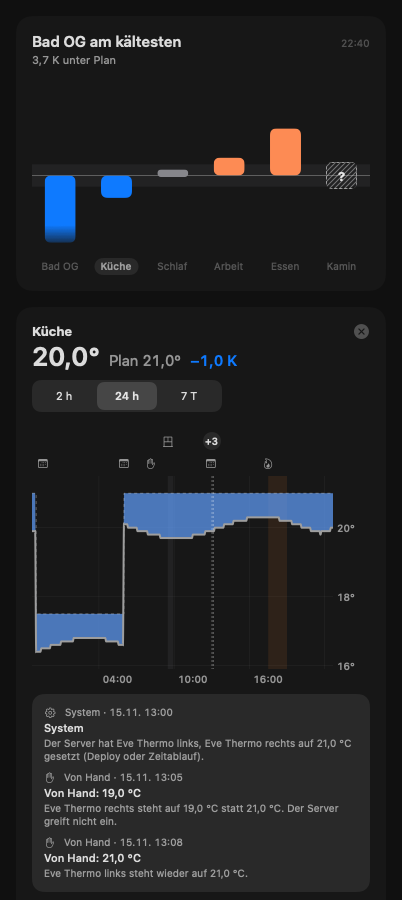 Bad OG am kältesten
22:40
3,7 K unter Plan
?
Bad OG Küche Schlaf Arbeit Essen Kamin
Küche
20,0° Plan 21,0° −1,0 K
2 h 24 h 7 T
+3
20°
18°
16°
04:00 10:00 16:00
System · 15.11. 13:00
System
Der Server hat Eve Thermo links, Eve Thermo rechts auf 21,0 °C
gesetzt (Deploy oder Zeitablauf).
Von Hand · 15.11. 13:05
Von Hand: 19,0 °C
Eve Thermo rechts steht auf 19,0 °C statt 21,0 °C. Der Server
greift nicht ein.
Von Hand · 15.11. 13:08
Von Hand: 21,0 °C
Eve Thermo links steht wieder auf 21,0 °C.